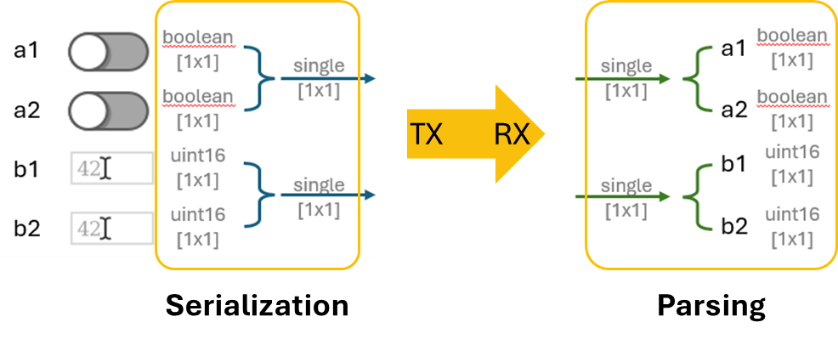 a1
boolean
[1x1]
a2
boolean
[1x1]
single
[1x1]
b1
42
uint16
[1x1]
b2
42
uint16
[1x1]
single
[1x1]
Serialization
TX RX
single
[1x1]
a1
boolean
[1x1]
a2
boolean
[1x1]
single
[1x1]
b1
uint16
[1x1]
b2
uint16
[1x1]
Parsing